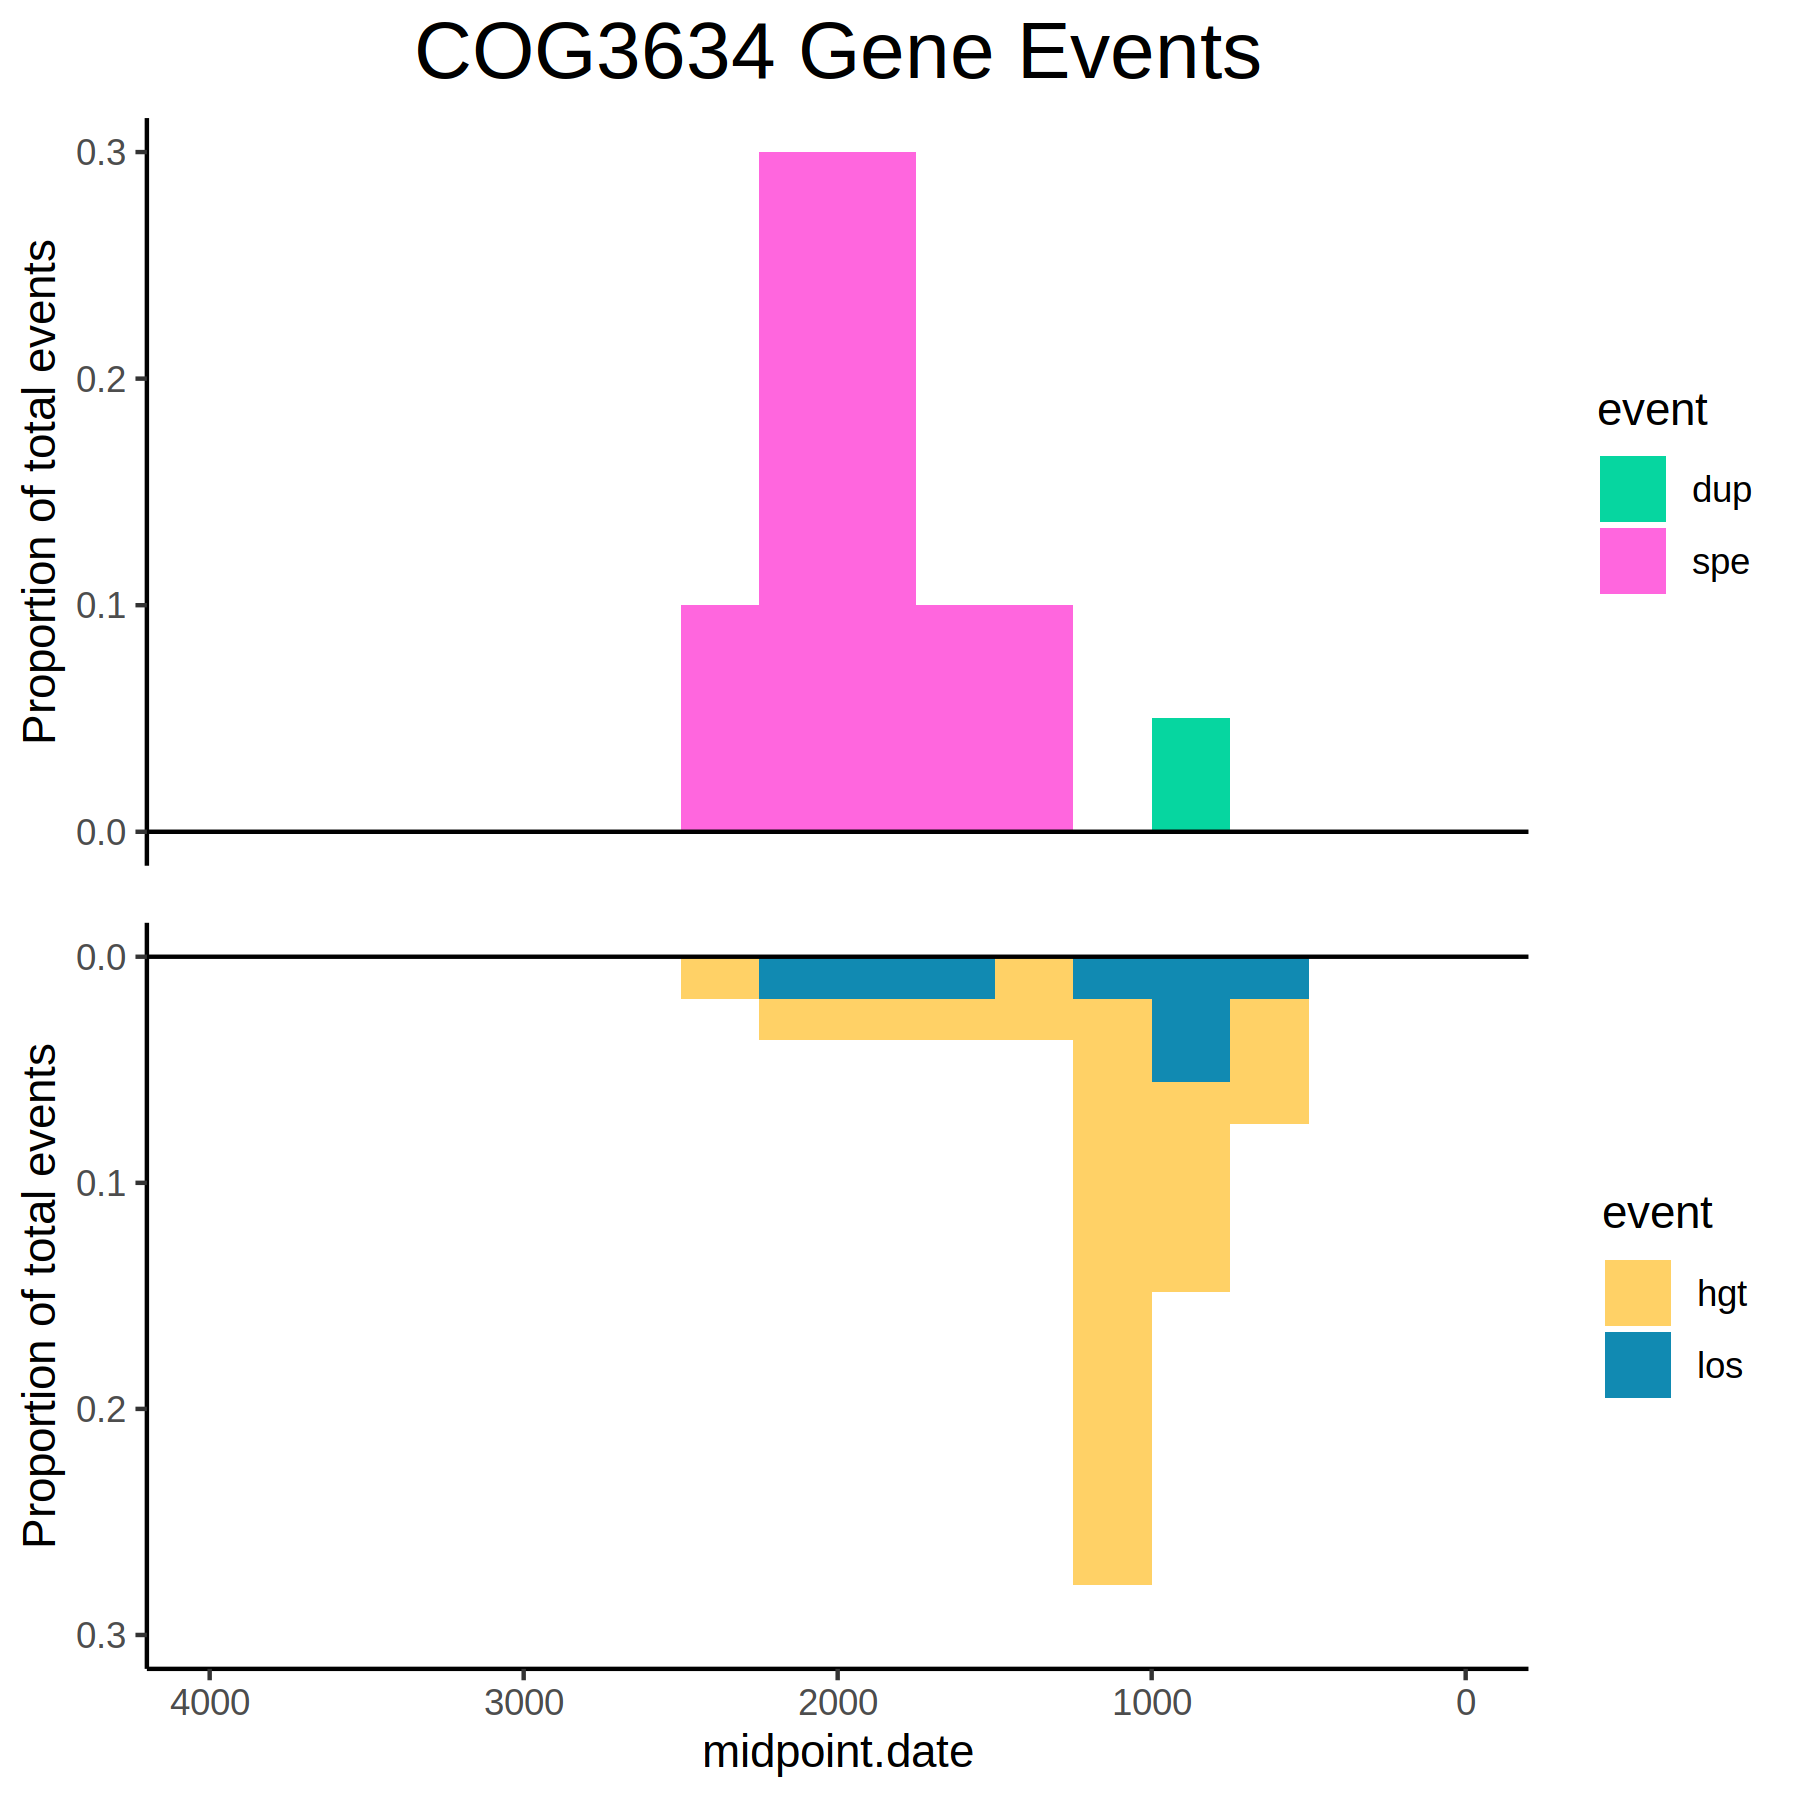 COG3634 Gene Events
Proportion of total events
0.3
0.2
0.1
0.0
event
dup
spe
Proportion of total events
0.0
0.1
0.2
0.3
event
hgt
los
4000 3000 2000 1000 0
midpoint.date